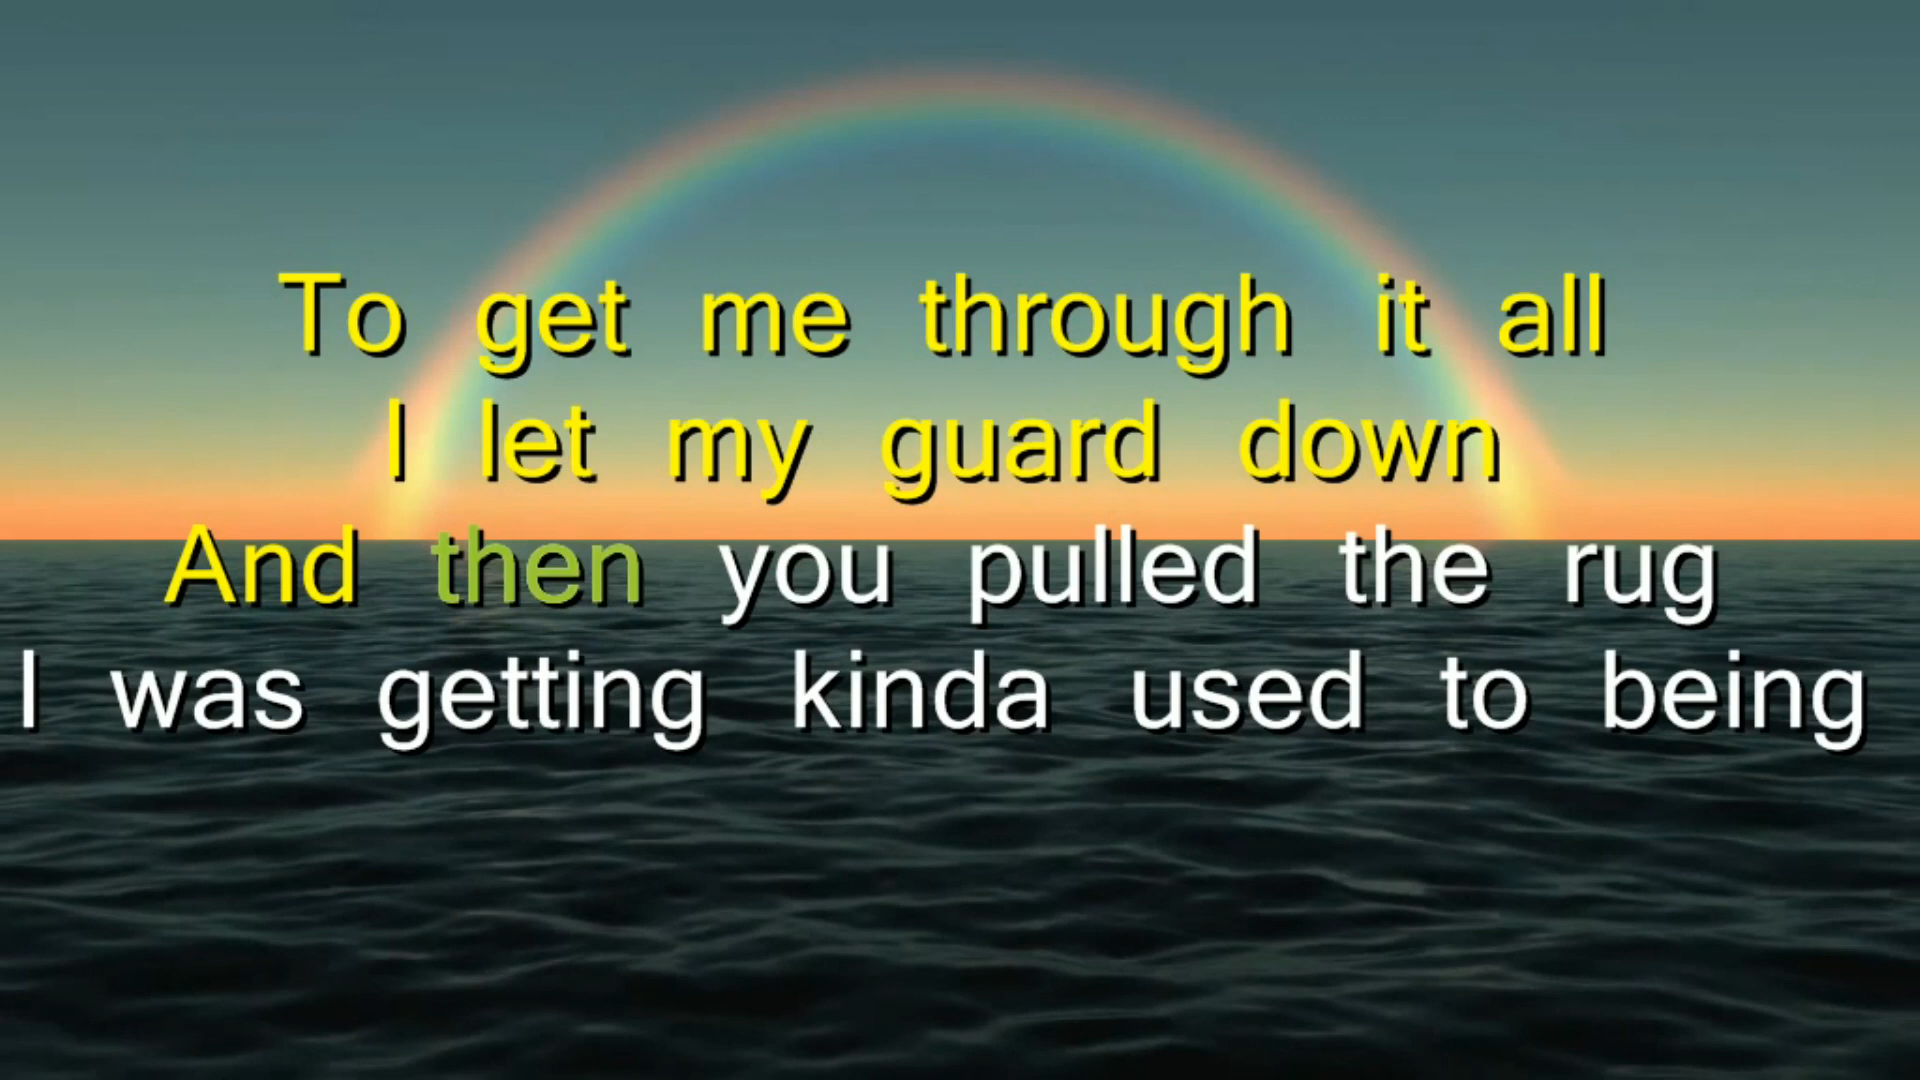 To get me through it all
I let my guard down
And then you pulled the rug
I was getting kinda used to being